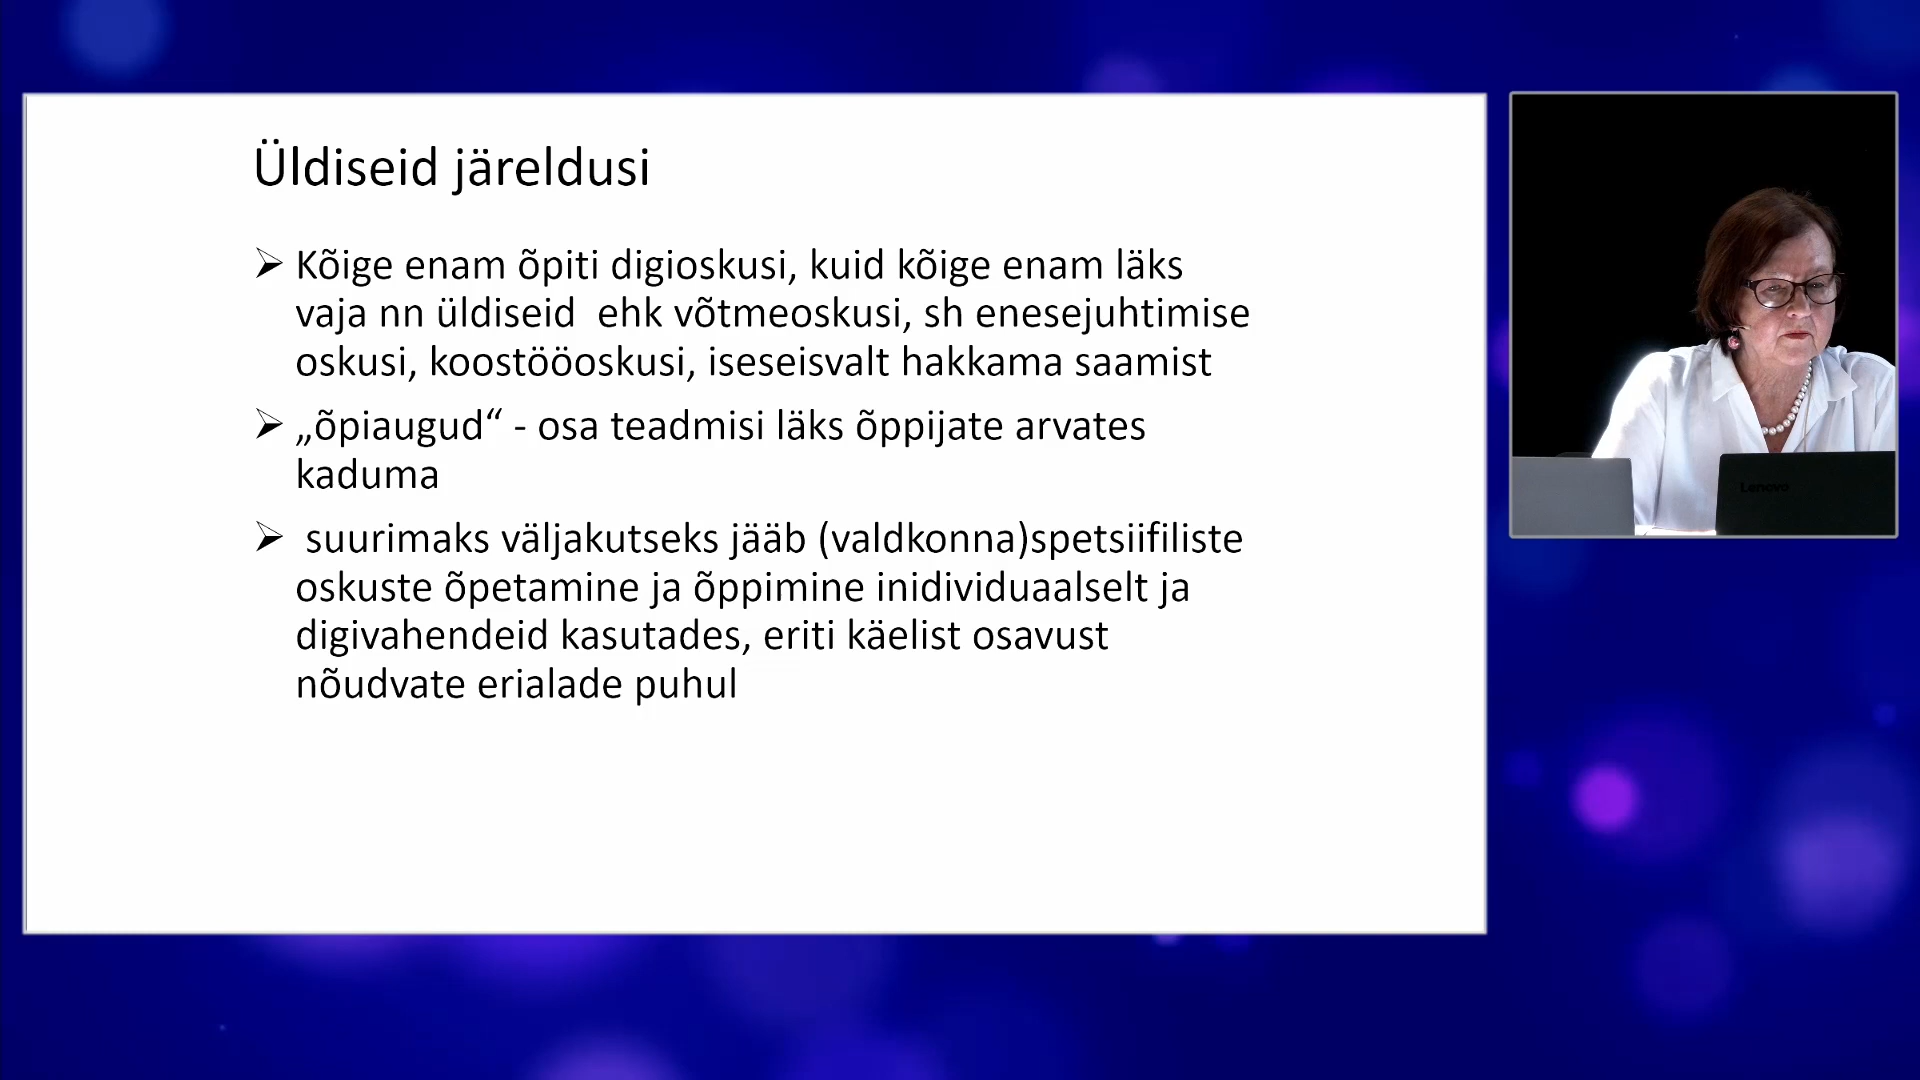 Üldiseid järeldusi
➢ Kõige enam õpiti digioskusi, kuid kõige enam läks
vaja nn üldiseid  ehk võtmeoskusi, sh enesejuhtimise
oskusi, koostööoskusi, iseseisvalt hakkama saamist
➢ „õpiaugud“ - osa teadmisi läks õppijate arvates
kaduma
➢ suurimaks väljakutseks jääb (valdkonna)spetsiifiliste
oskuste õpetamine ja õppimine inidividuaalselt ja
digivahendeid kasutades, eriti käelist osavust
nõudvate erialade puhul
Lenovo